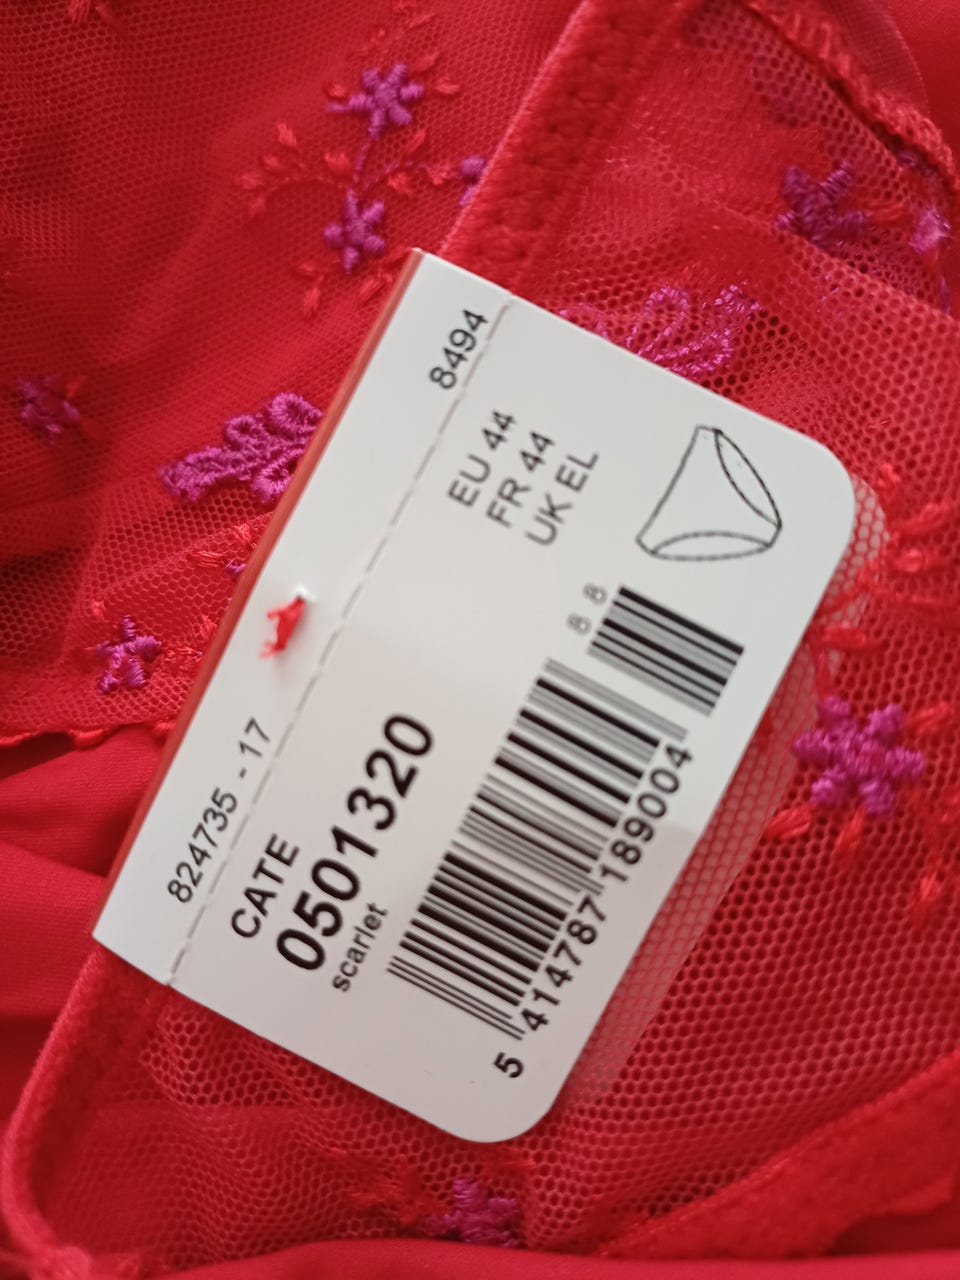 8494
824735 - 17
EU 44
FR 44
UK EL
CATE
0501320
scarlet
8 8
5 414787 189004